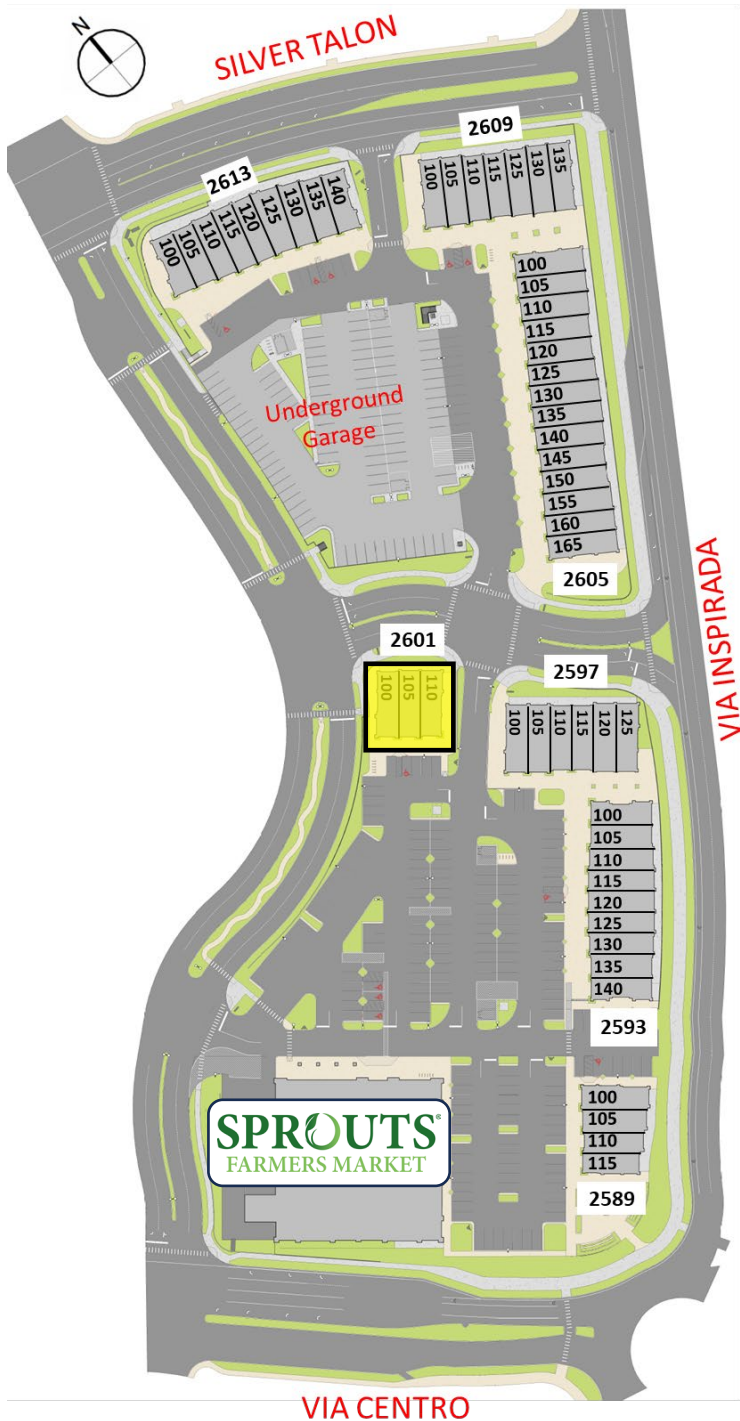 N
SILVER TALON
2609
100 105 110 115 125 130 135
2613
100 105 110 115 120 125 130 135 140
100
105
110
115
120
125
130
135
140
145
150
155
160
165
2605
Underground
Garage
VIA INSPIRADA
2601
100 105 110
2597
100 105 110 115 120 125
100
105
110
115
120
125
130
135
140
2593
100
105
110
115
2589
SPROUTS®
FARMERS MARKET
VIA CENTRO